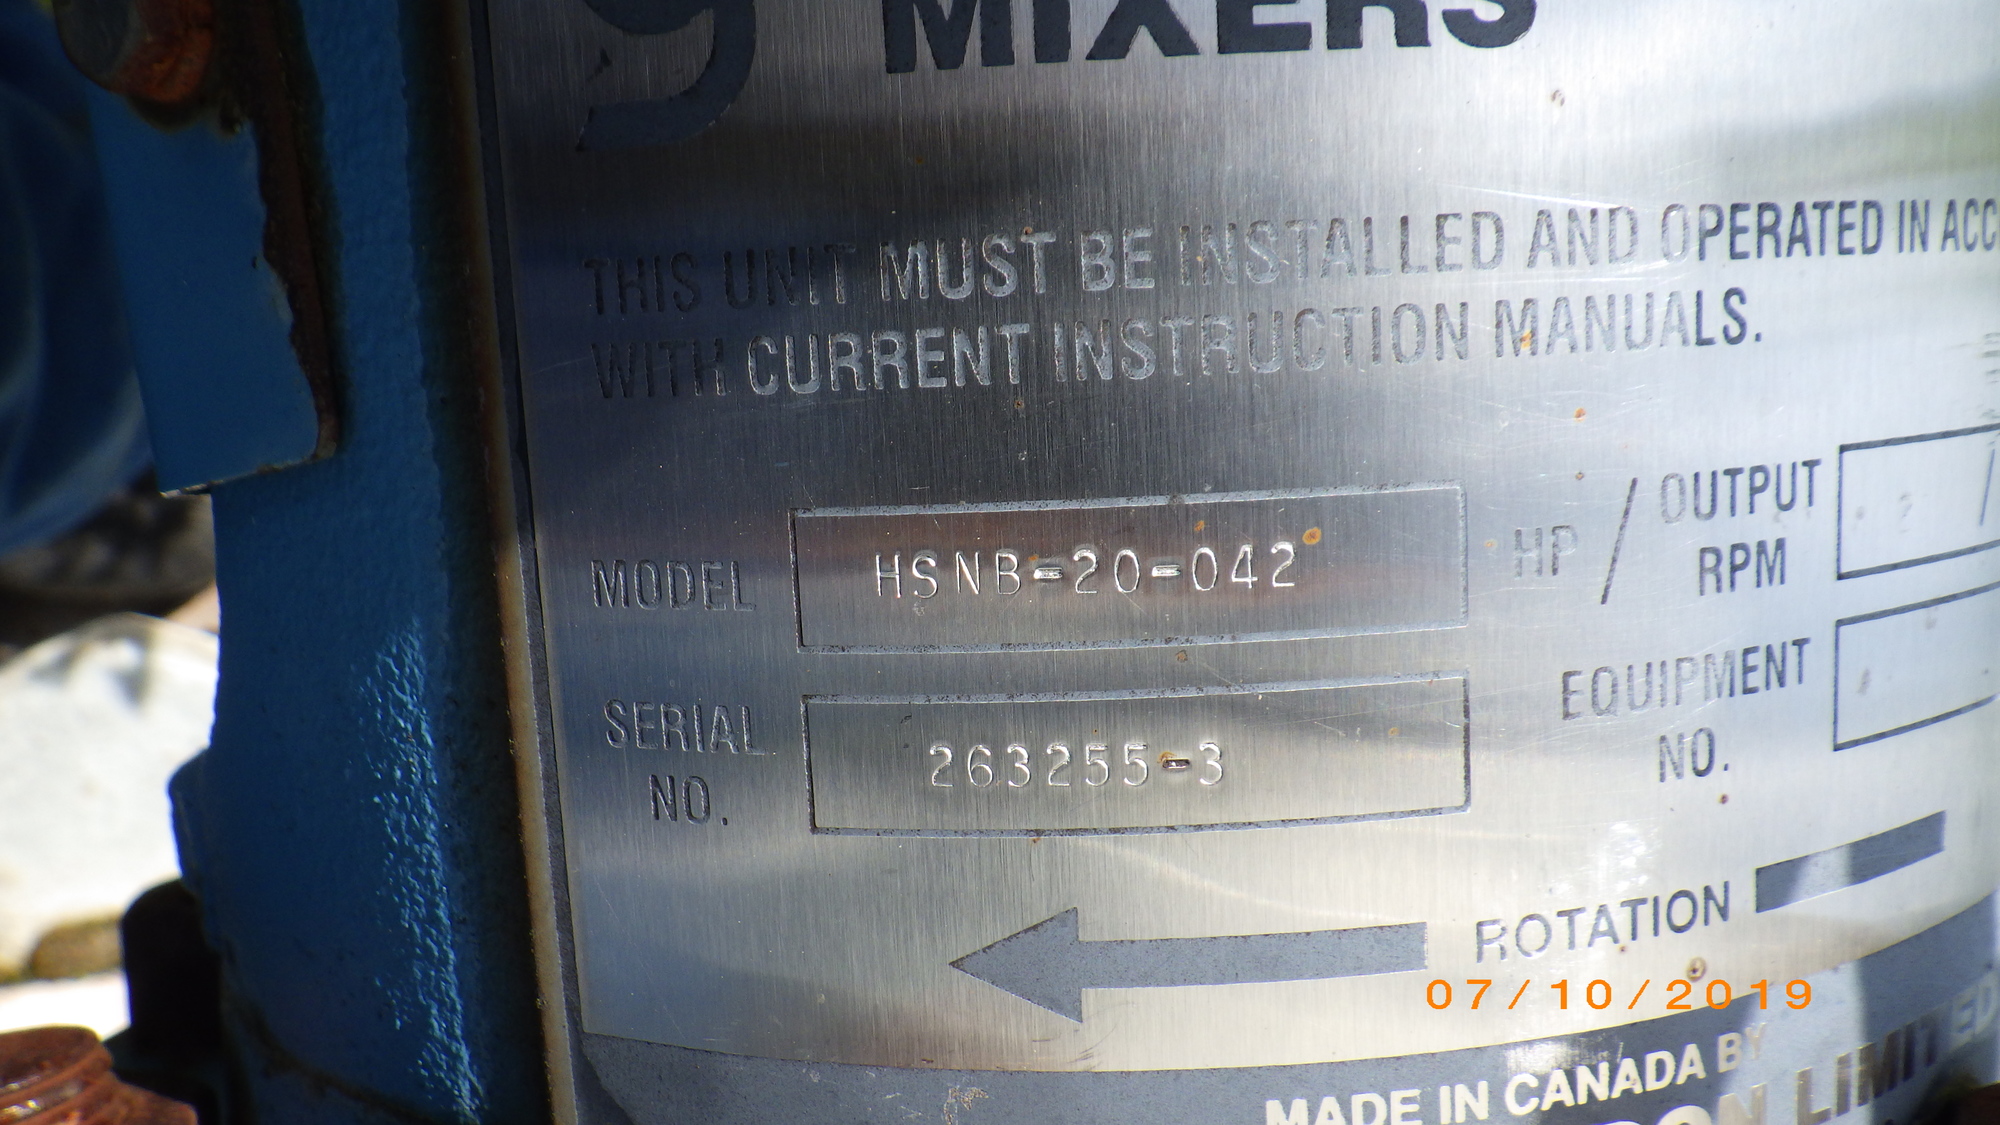 MIXERS
THIS UNIT MUST BE INSTALLED AND OPERATED IN ACC
WITH CURRENT INSTRUCTION MANUALS.
MODEL HSNB-20-042 HP / OUTPUT RPM
SERIAL NO. 263255-3 EQUIPMENT NO.
ROTATION
07/10/2019
MADE IN CANADA BY
LIMITED